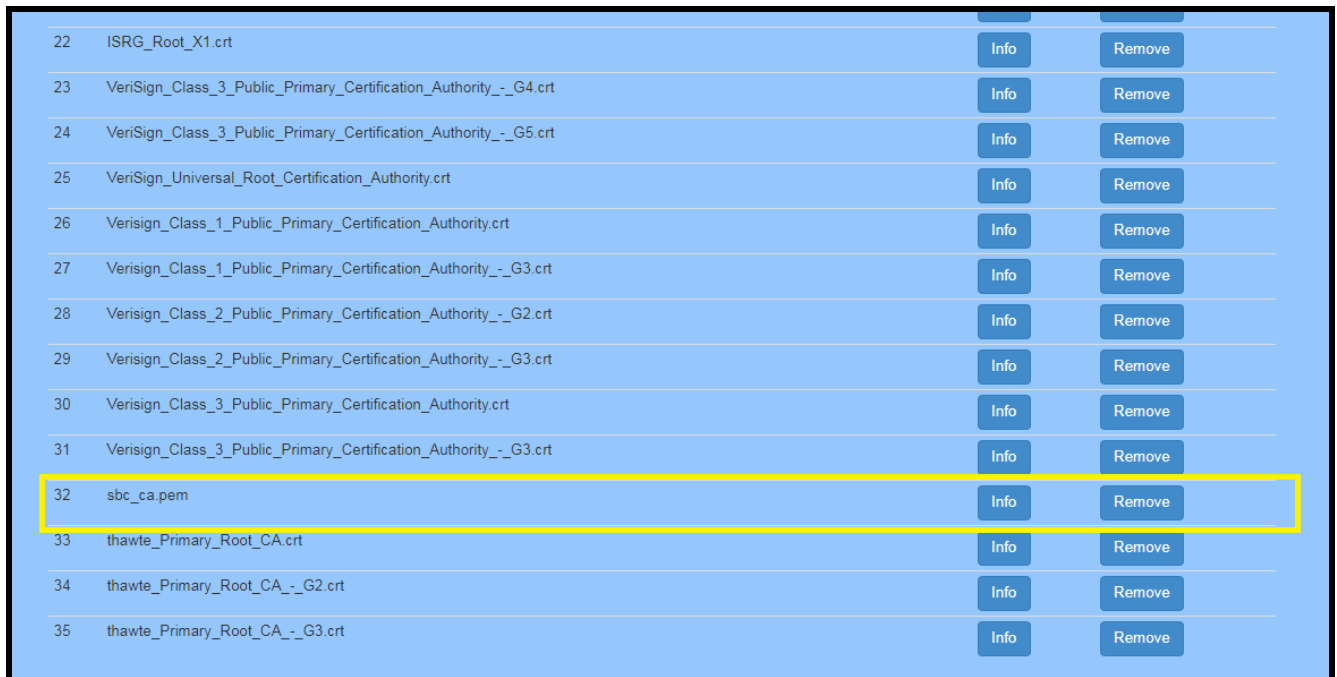 22 ISRG_Root_X1.crt Info Remove
23 VeriSign_Class_3_Public_Primary_Certification_Authority_-_G4.crt Info Remove
24 VeriSign_Class_3_Public_Primary_Certification_Authority_-_G5.crt Info Remove
25 VeriSign_Universal_Root_Certification_Authority.crt Info Remove
26 Verisign_Class_1_Public_Primary_Certification_Authority.crt Info Remove
27 Verisign_Class_1_Public_Primary_Certification_Authority_-_G3.crt Info Remove
28 Verisign_Class_2_Public_Primary_Certification_Authority_-_G2.crt Info Remove
29 Verisign_Class_2_Public_Primary_Certification_Authority_-_G3.crt Info Remove
30 Verisign_Class_3_Public_Primary_Certification_Authority.crt Info Remove
31 Verisign_Class_3_Public_Primary_Certification_Authority_-_G3.crt Info Remove
32 sbc_ca.pem Info Remove
33 thawte_Primary_Root_CA.crt Info Remove
34 thawte_Primary_Root_CA_-_G2.crt Info Remove
35 thawte_Primary_Root_CA_-_G3.crt Info Remove